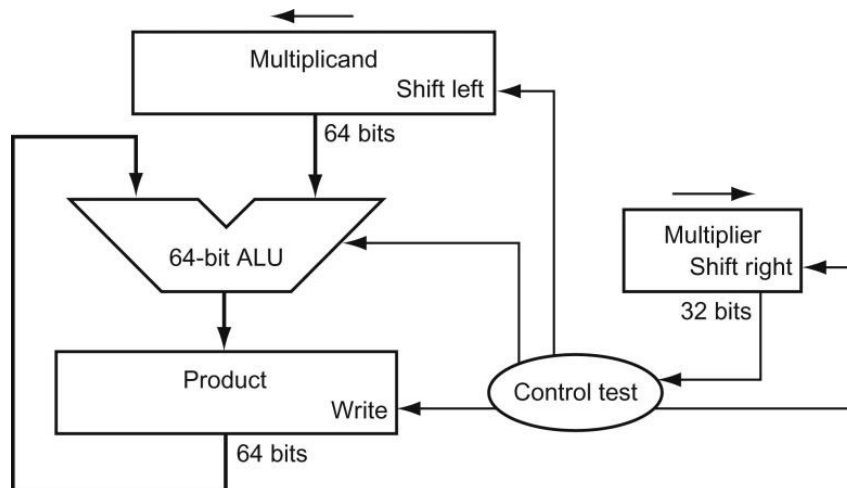 Multiplicand
Shift left
64 bits
64-bit ALU
Multiplier
Shift right
32 bits
Product
Write
Control test
64 bits